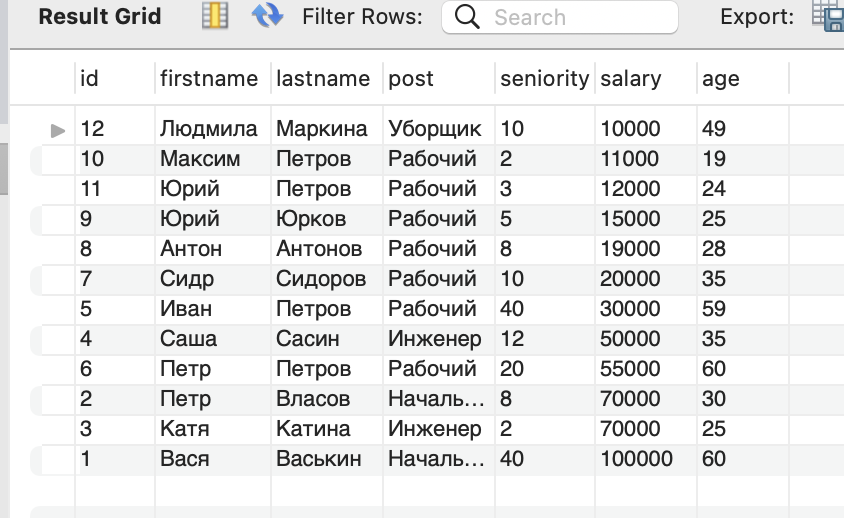 Result Grid Filter Rows: Search Export:
id firstname lastname post seniority salary age
12 Людмила Маркина Уборщик 10 10000 49
10 Максим Петров Рабочий 2 11000 19
11 Юрий Петров Рабочий 3 12000 24
9 Юрий Юрков Рабочий 5 15000 25
8 Антон Антонов Рабочий 8 19000 28
7 Сидр Сидоров Рабочий 10 20000 35
5 Иван Петров Рабочий 40 30000 59
4 Саша Сасин Инженер 12 50000 35
6 Петр Петров Рабочий 20 55000 60
2 Петр Власов Началь... 8 70000 30
3 Катя Катина Инженер 2 70000 25
1 Вася Васькин Началь... 40 100000 60